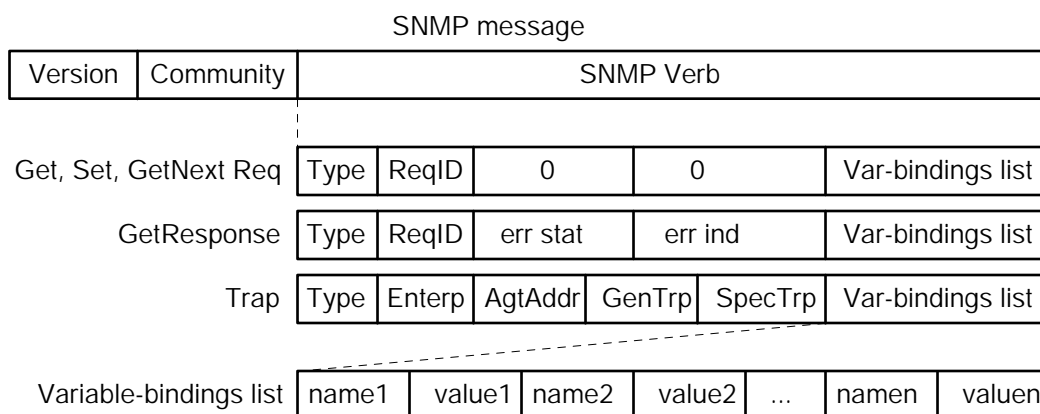 SNMP message
Version Community SNMP Verb
Get, Set, GetNext Req Type ReqID 0 0 Var-bindings list
GetResponse Type ReqID err stat err ind Var-bindings list
Trap Type Enterp AgtAddr GenTrp SpecTrp Var-bindings list
Variable-bindings list name1 value1 name2 value2 ... namen valuen